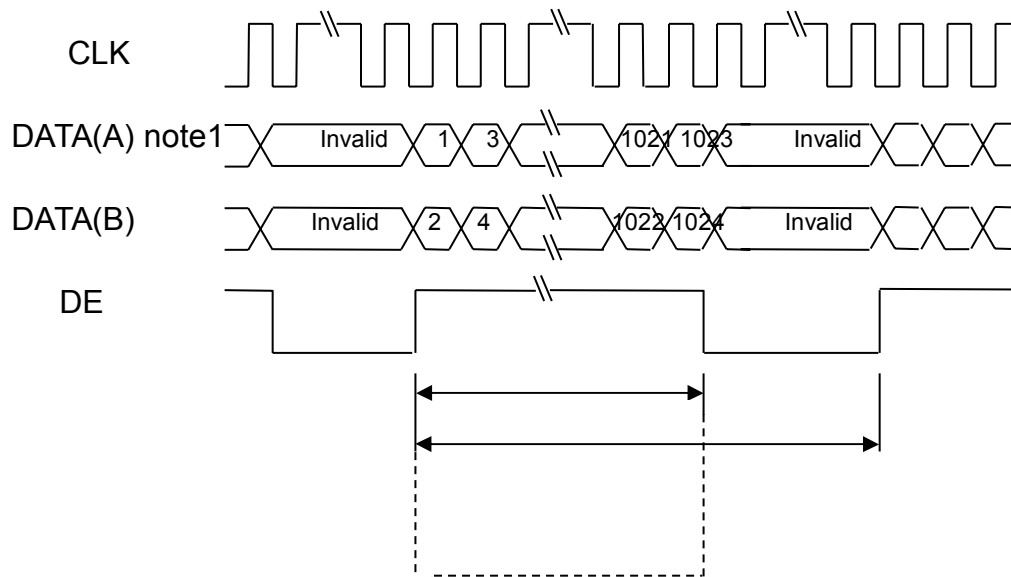 CLK
DATA(A) note1 Invalid 1 3 1021 1023 Invalid
DATA(B) Invalid 2 4 1022 1024 Invalid
DE